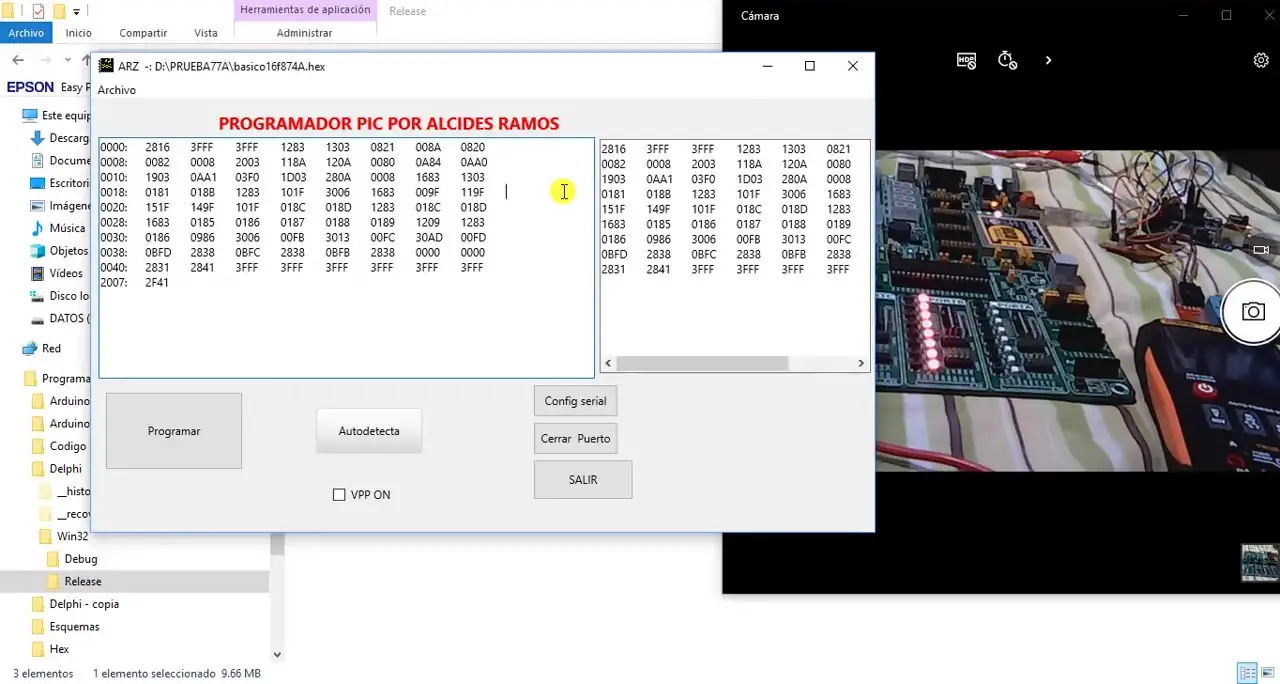 Herramientas de aplicación
Release
Archivo
Inicio
Compartir
Vista
Administrar
EPSON Easy P
Este equip
Descarg
Docume
Escritori
Imágene
Música
Objetos
Vídeos
Disco lo
DATOS (
Red
Programa
Arduino
Arduino
Codigo
Delphi
__histo
__recov
Win32
Debug
Release
Delphi - copia
Esquemas
Hex
3 elementos
1 elemento seleccionado 9.66 MB
ARZ -: D:\PRUEBA77A\basico16f874A.hex
Archivo
PROGRAMADOR PIC POR ALCIDES RAMOS
0000: 2816 3FFF 3FFF 1283 1303 0821 008A 0820
0008: 0082 0008 2003 118A 120A 0080 0A84 0AA0
0010: 1903 0AA1 03F0 1D03 280A 0008 1683 1303
0018: 0181 018B 1283 101F 3006 1683 009F 119F
0020: 151F 149F 101F 018C 018D 1283 018C 018D
0028: 1683 0185 0186 0187 0188 0189 1209 1283
0030: 0186 0986 3006 00FB 3013 00FC 30AD 00FD
0038: 0BFD 2838 0BFC 2838 0BFB 2838 0000 0000
0040: 2831 2841 3FFF 3FFF 3FFF 3FFF 3FFF 3FFF
2007: 2F41
2816 3FFF 3FFF 1283 1303 0821
0082 0008 2003 118A 120A 0080
1903 0AA1 03F0 1D03 280A 0008
0181 018B 1283 101F 3006 1683
151F 149F 101F 018C 018D 1283
1683 0185 0186 0187 0188 0189
0186 0986 3006 00FB 3013 00FC
0BFD 2838 0BFC 2838 0BFB 2838
2831 2841 3FFF 3FFF 3FFF 3FFF
Programar
Autodetecta
VPP ON
Config serial
Cerrar Puerto
SALIR
Cámara
HDR